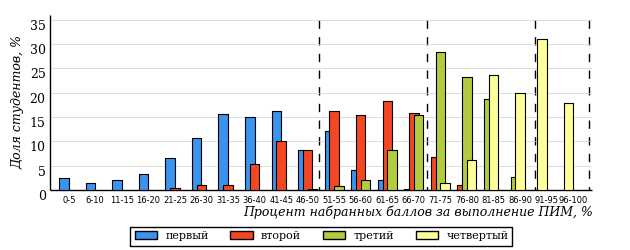 Доля студентов, %
35
30
25
20
15
10
5
0
0-5 6-10 11-15 16-20 21-25 26-30 31-35 36-40 41-45 46-50 51-55 56-60 61-65 66-70 71-75 76-80 81-85 86-90 91-95 96-100
Процент набранных баллов за выполнение ПИМ, %
первый второй третий четвертый